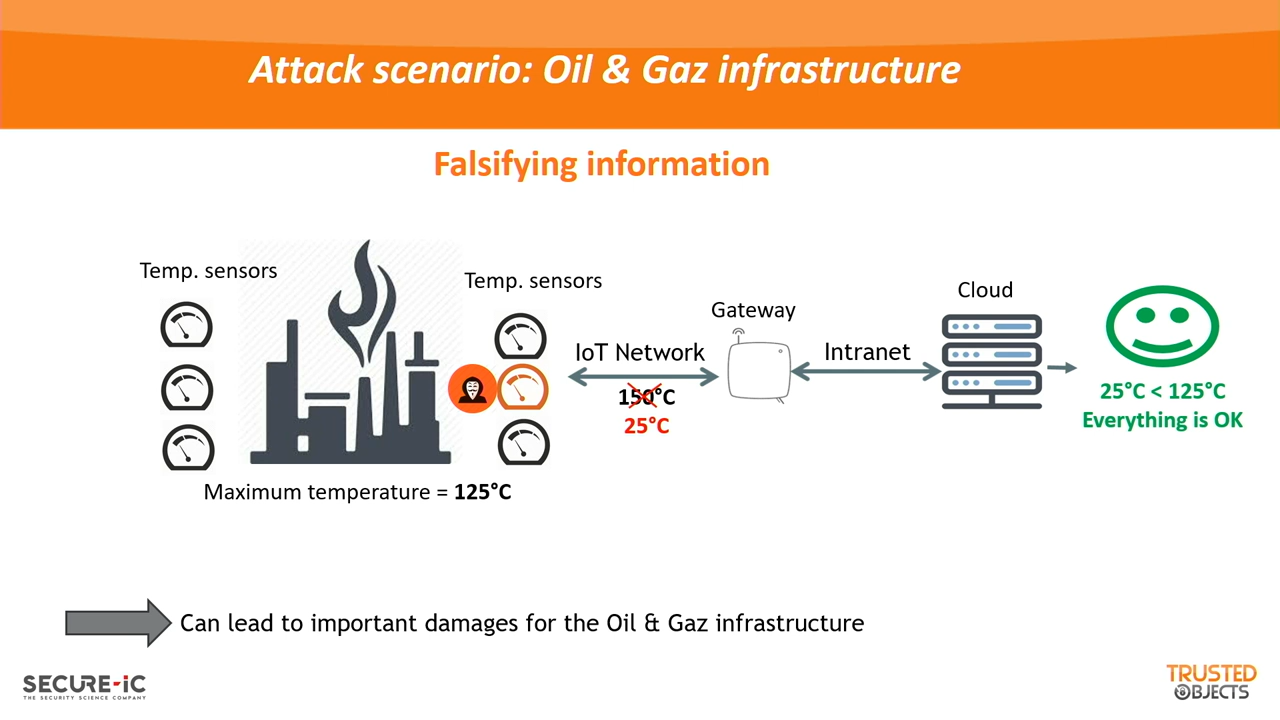 Attack scenario: Oil & Gaz infrastructure
Falsifying information
Temp. sensors
Temp. sensors
Gateway
Cloud
IoT Network
Intranet
150°C
25°C
25°C < 125°C
Everything is OK
Maximum temperature = 125°C
Can lead to important damages for the Oil & Gaz infrastructure
SECURE-iC
THE SECURITY SCIENCE COMPANY
TRUSTED
OBJECTS